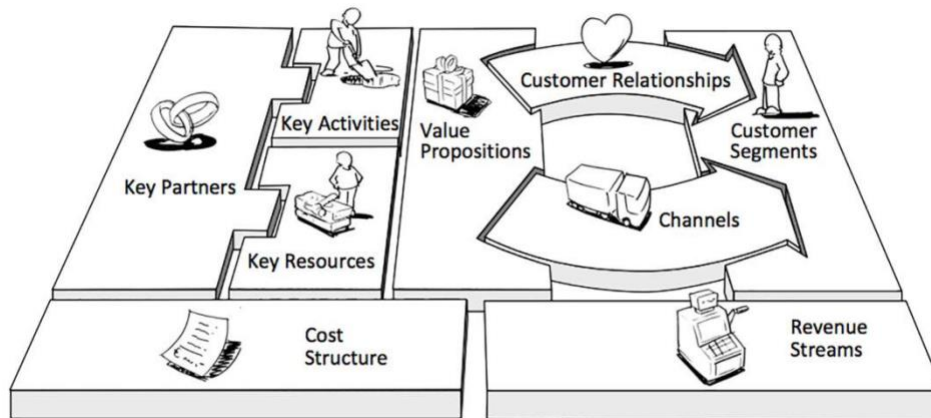 Key Partners
Key Activities
Key Resources
Value
Propositions
Customer Relationships
Channels
Customer
Segments
Cost
Structure
Revenue
Streams